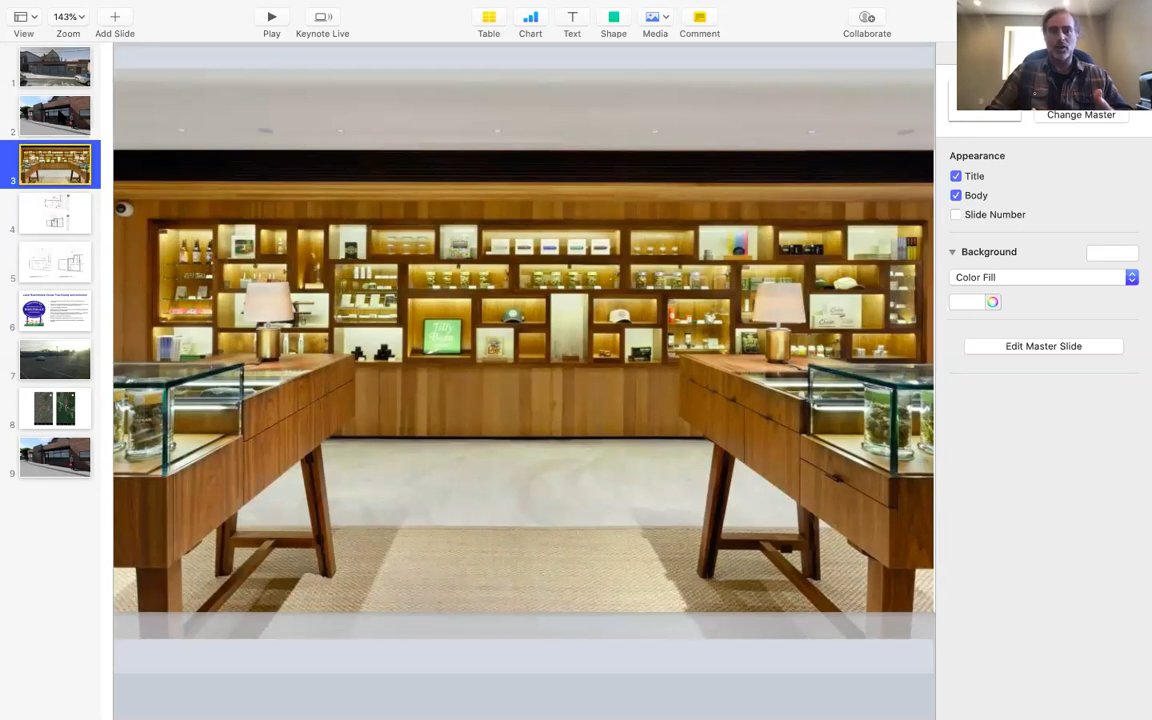 View
143%
Zoom
Add Slide
Play
Keynote Live
Table
Chart
Text
Shape
Media
Comment
Collaborate
Change Master
Appearance
Title
Body
Slide Number
Background
Color Fill
Edit Master Slide
1
2
3
4
5
6
7
8
9